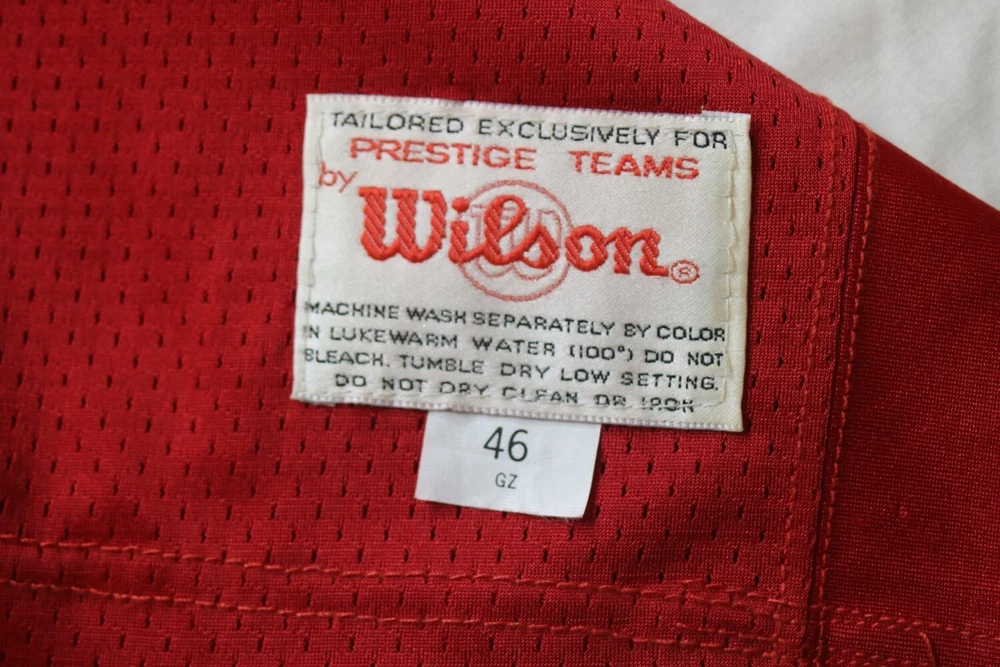 TAILORED EXCLUSIVELY FOR
PRESTIGE TEAMS
by
Wilson ®
MACHINE WASH SEPARATELY BY COLOR
IN LUKEWARM WATER (100°) DO NOT
BLEACH. TUMBLE DRY LOW SETTING.
DO NOT DRY CLEAN OR IRON
46
GZ